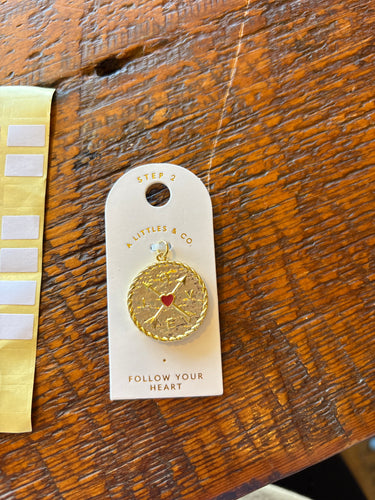 STEP 2
A LITTLES & CO.
FOLLOW YOUR
HEART